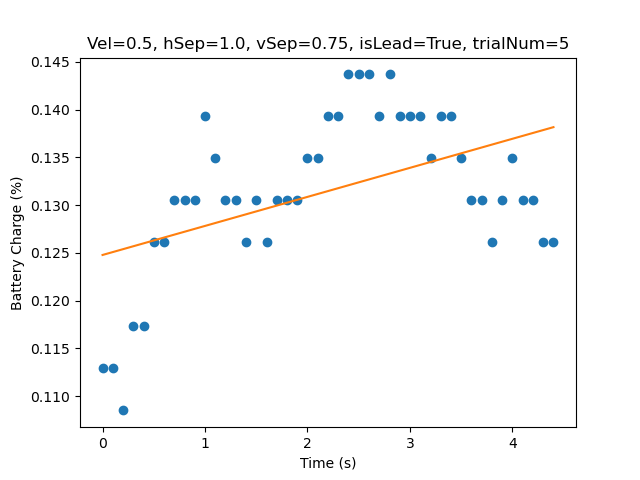 Vel=0.5, hSep=1.0, vSep=0.75, isLead=True, trialNum=5
0.145
0.140
0.135
0.130
0.125
0.120
0.115
0.110
Battery Charge (%)
0 1 2 3 4
Time (s)